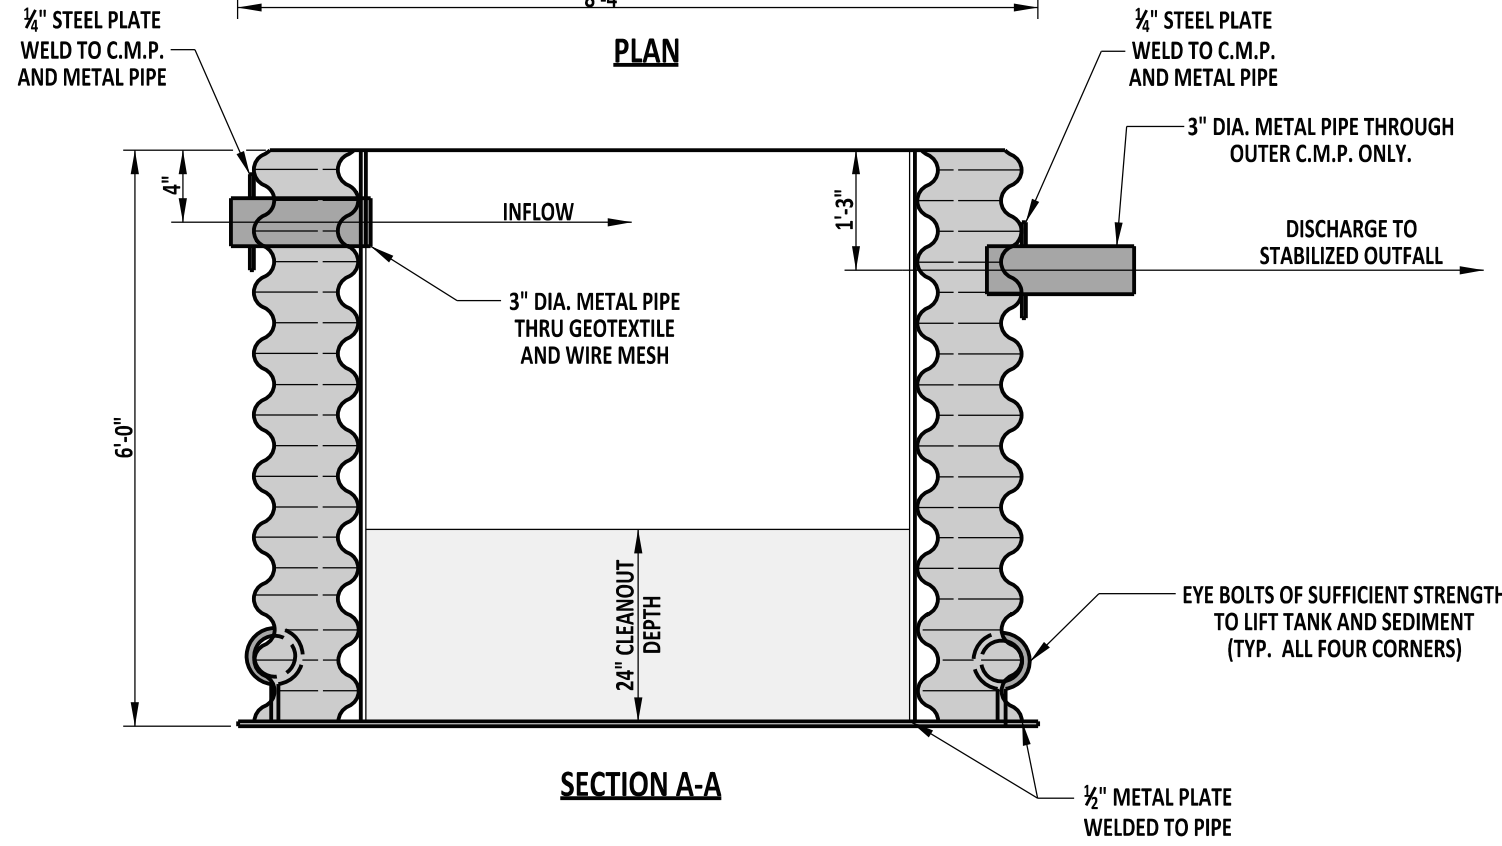 8'-4"
PLAN
¼" STEEL PLATE
WELD TO C.M.P.
AND METAL PIPE
¼" STEEL PLATE
WELD TO C.M.P.
AND METAL PIPE
3" DIA. METAL PIPE THROUGH
OUTER C.M.P. ONLY.
4"
INFLOW
1'-3"
DISCHARGE TO
STABILIZED OUTFALL
3" DIA. METAL PIPE
THRU GEOTEXTILE
AND WIRE MESH
6'-0"
24" CLEANOUT
DEPTH
EYE BOLTS OF SUFFICIENT STRENGTH
TO LIFT TANK AND SEDIMENT
(TYP. ALL FOUR CORNERS)
SECTION A-A
½" METAL PLATE
WELDED TO PIPE